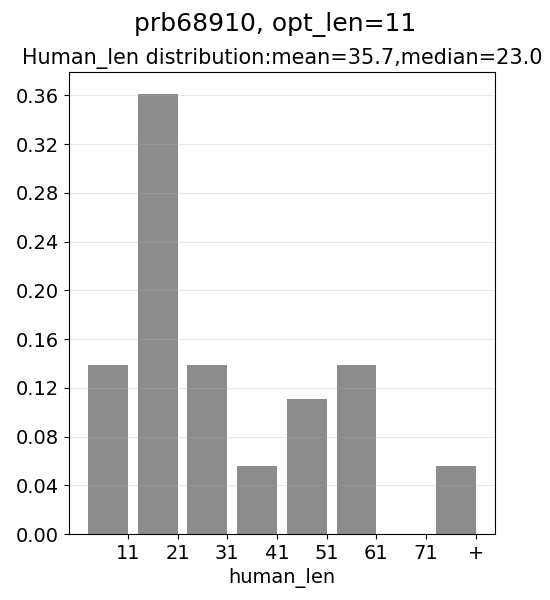 prb68910, opt_len=11
Human_len distribution:mean=35.7,median=23.0
0.36
0.32
0.28
0.24
0.20
0.16
0.12
0.08
0.04
0.00
11 21 31 41 51 61 71 +
human_len